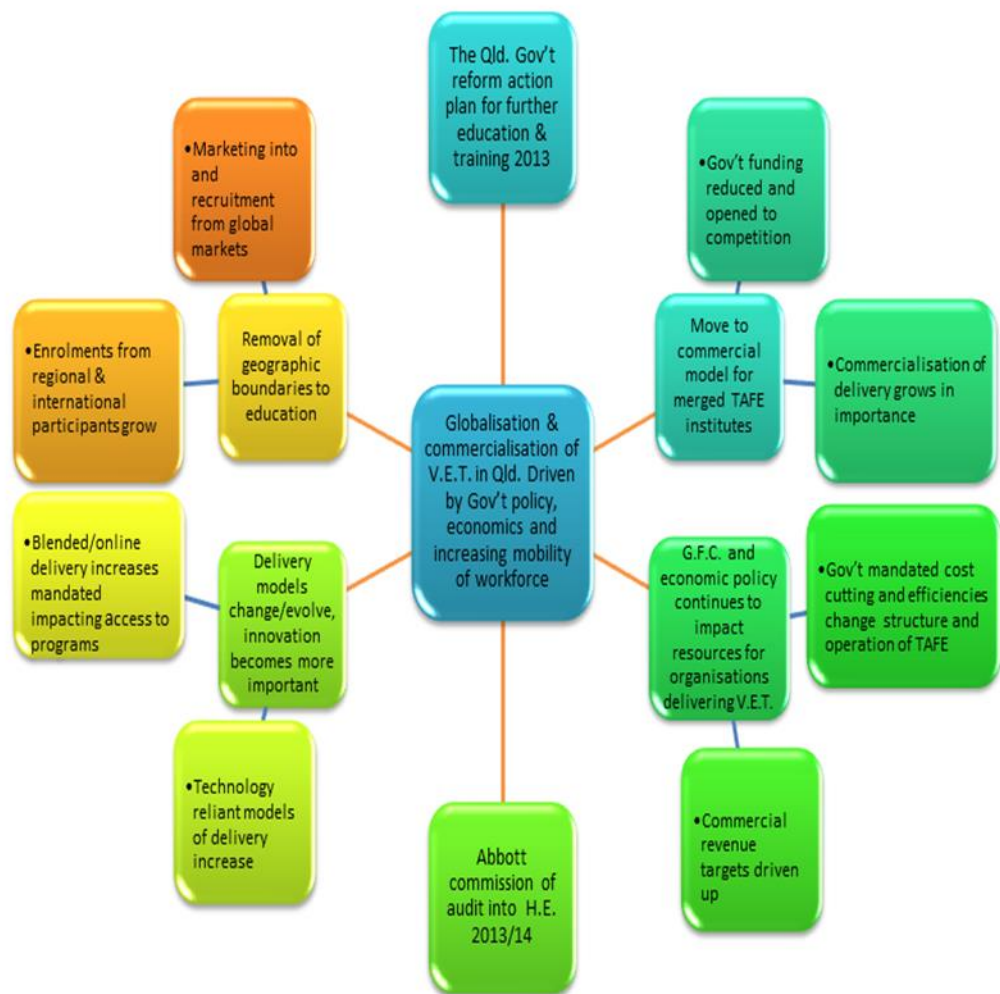 The Qld. Gov't
reform action
plan for further
education &
training 2013
•Gov't funding
reduced and
opened to
competition
Move to
commercial
model for
merged TAFE
institutes
•Commercialisation of
delivery grows in
importance
G.F.C. and
economic policy
continues to
impact
resources for
organisations
delivering V.E.T.
•Gov't mandated cost
cutting and efficiencies
change structure and
operation of TAFE
•Commercial
revenue
targets driven
up
Abbott
commission of
audit into H.E.
2013/14
Delivery
models
change/evolve,
innovation
becomes more
important
•Technology
reliant models
of delivery
increase
•Blended/online
delivery increases
mandated
impacting access to
programs
Removal of
geographic
boundaries to
education
•Enrolments from
regional &
international
participants grow
•Marketing into
and
recruitment
from global
markets
Globalisation &
commercialisation of
V.E.T. in Qld. Driven
by Gov't policy,
economics and
increasing mobility
of workforce